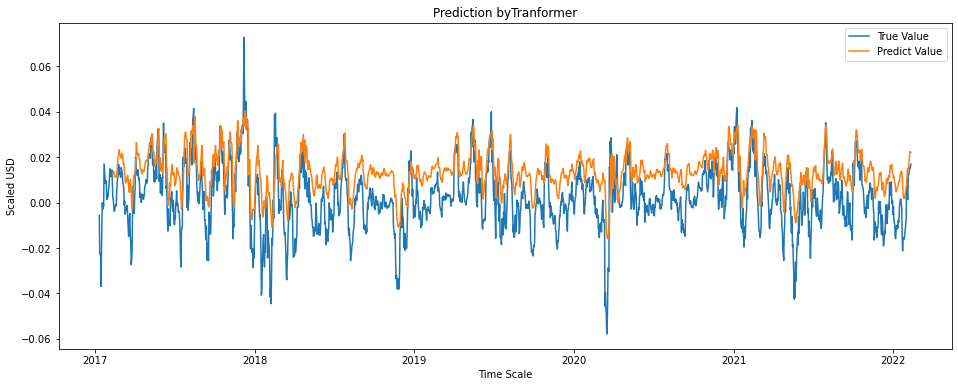 Prediction byTranformer
True Value
Predict Value
Scaled USD
0.06
0.04
0.02
0.00
−0.02
−0.04
−0.06
2017
2018
2019
2020
2021
2022
Time Scale